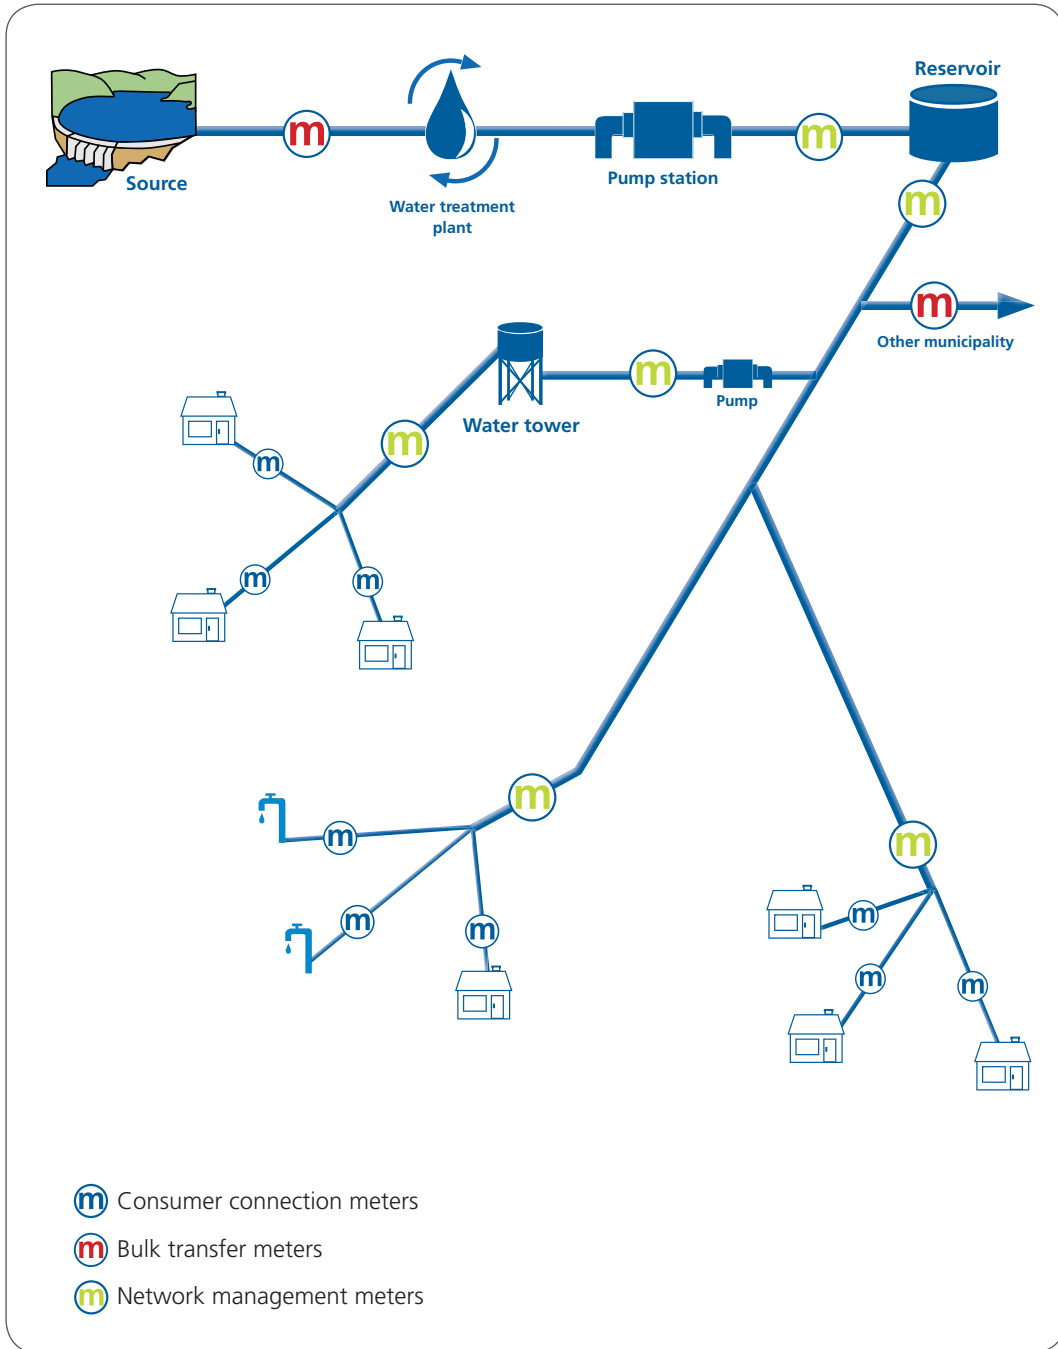 Reservoir
m
m
Source
Pump station
Water treatment
plant
m
m
Other municipality
m
Pump
Water tower
m
m
m
m
m
m
m
m
m
m
m
m
m
m Consumer connection meters
m Bulk transfer meters
m Network management meters